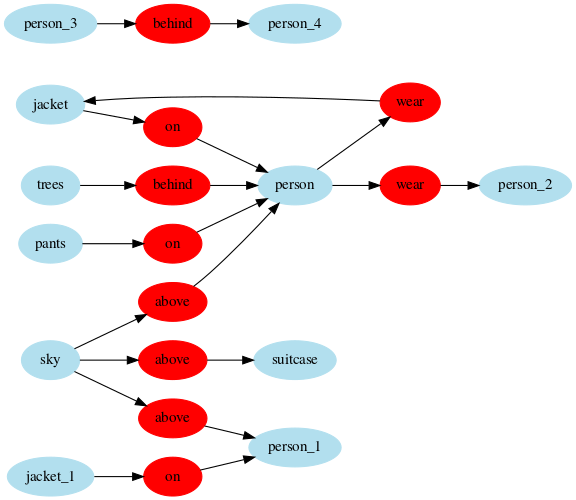 person_3
behind
person_4
jacket
wear
on
trees
behind
person
wear
person_2
pants
on
above
sky
above
suitcase
above
person_1
jacket_1
on